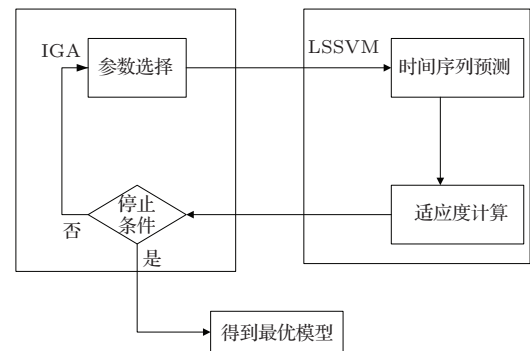 IGA
参数选择
LSSVM
时间序列预测
停止
条件
适应度计算
否
是
得到最优模型